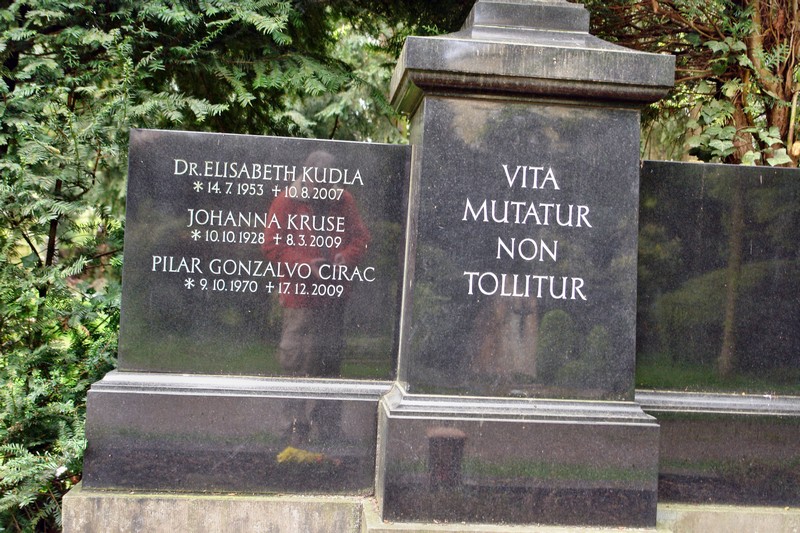 DR. ELISABETH KUDLA
* 14. 7. 1953 + 10. 8. 2007
JOHANNA KRUSE
* 10. 10. 1928 + 8. 3. 2009
PILAR GONZALVO CIRAC
* 9. 10. 1970 + 17. 12. 2009
VITA
MUTATUR
NON
TOLLITUR